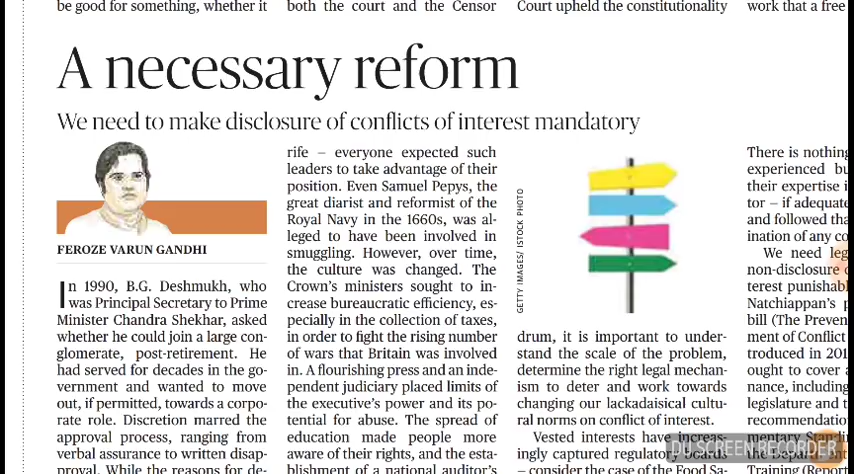 be good for something, whether it
both the court and the Censor
Court upheld the constitutionality
work that a free
A necessary reform
We need to make disclosure of conflicts of interest mandatory
FEROZE VARUN GANDHI
In 1990, B.G. Deshmukh, who
was Principal Secretary to Prime
Minister Chandra Shekhar, asked
whether he could join a large con-
glomerate, post-retirement. He
had served for decades in the go-
vernment and wanted to move
out, if permitted, towards a corpo-
rate role. Discretion marred the
approval process, ranging from
verbal assurance to written disap-
proval. While the reasons for de-
rife – everyone expected such
leaders to take advantage of their
position. Even Samuel Pepys, the
great diarist and reformist of the
Royal Navy in the 1660s, was al-
leged to have been involved in
smuggling. However, over time,
the culture was changed. The
Crown's ministers sought to in-
crease bureaucratic efficiency, es-
pecially in the collection of taxes,
in order to fight the rising number
of wars that Britain was involved
in. A flourishing press and an inde-
pendent judiciary placed limits of
the executive's power and its po-
tential for abuse. The spread of
education made people more
aware of their rights, and the esta-
blishment of a national auditor's
GETTY IMAGES/ ISTOCK PHOTO
drum, it is important to under-
stand the scale of the problem,
determine the right legal mechan-
ism to deter and work towards
changing our lackadaisical cultu-
ral norms on conflict of interest.
Vested interests have increas-
ingly captured regulatory boards
– consider the case of the Food Sa-
There is nothing
experienced bu
their expertise i
tor – if adequate
and followed tha
ination of any co
We need leg
non-disclosure
terest punishabl
Natchiappan's p
bill (The Preven
ment of Conflict
troduced in 201
ought to cover a
nance, including
legislature and t
recommendatio
mentary Standi
Training (Repo
DU SCREEN RECORDER